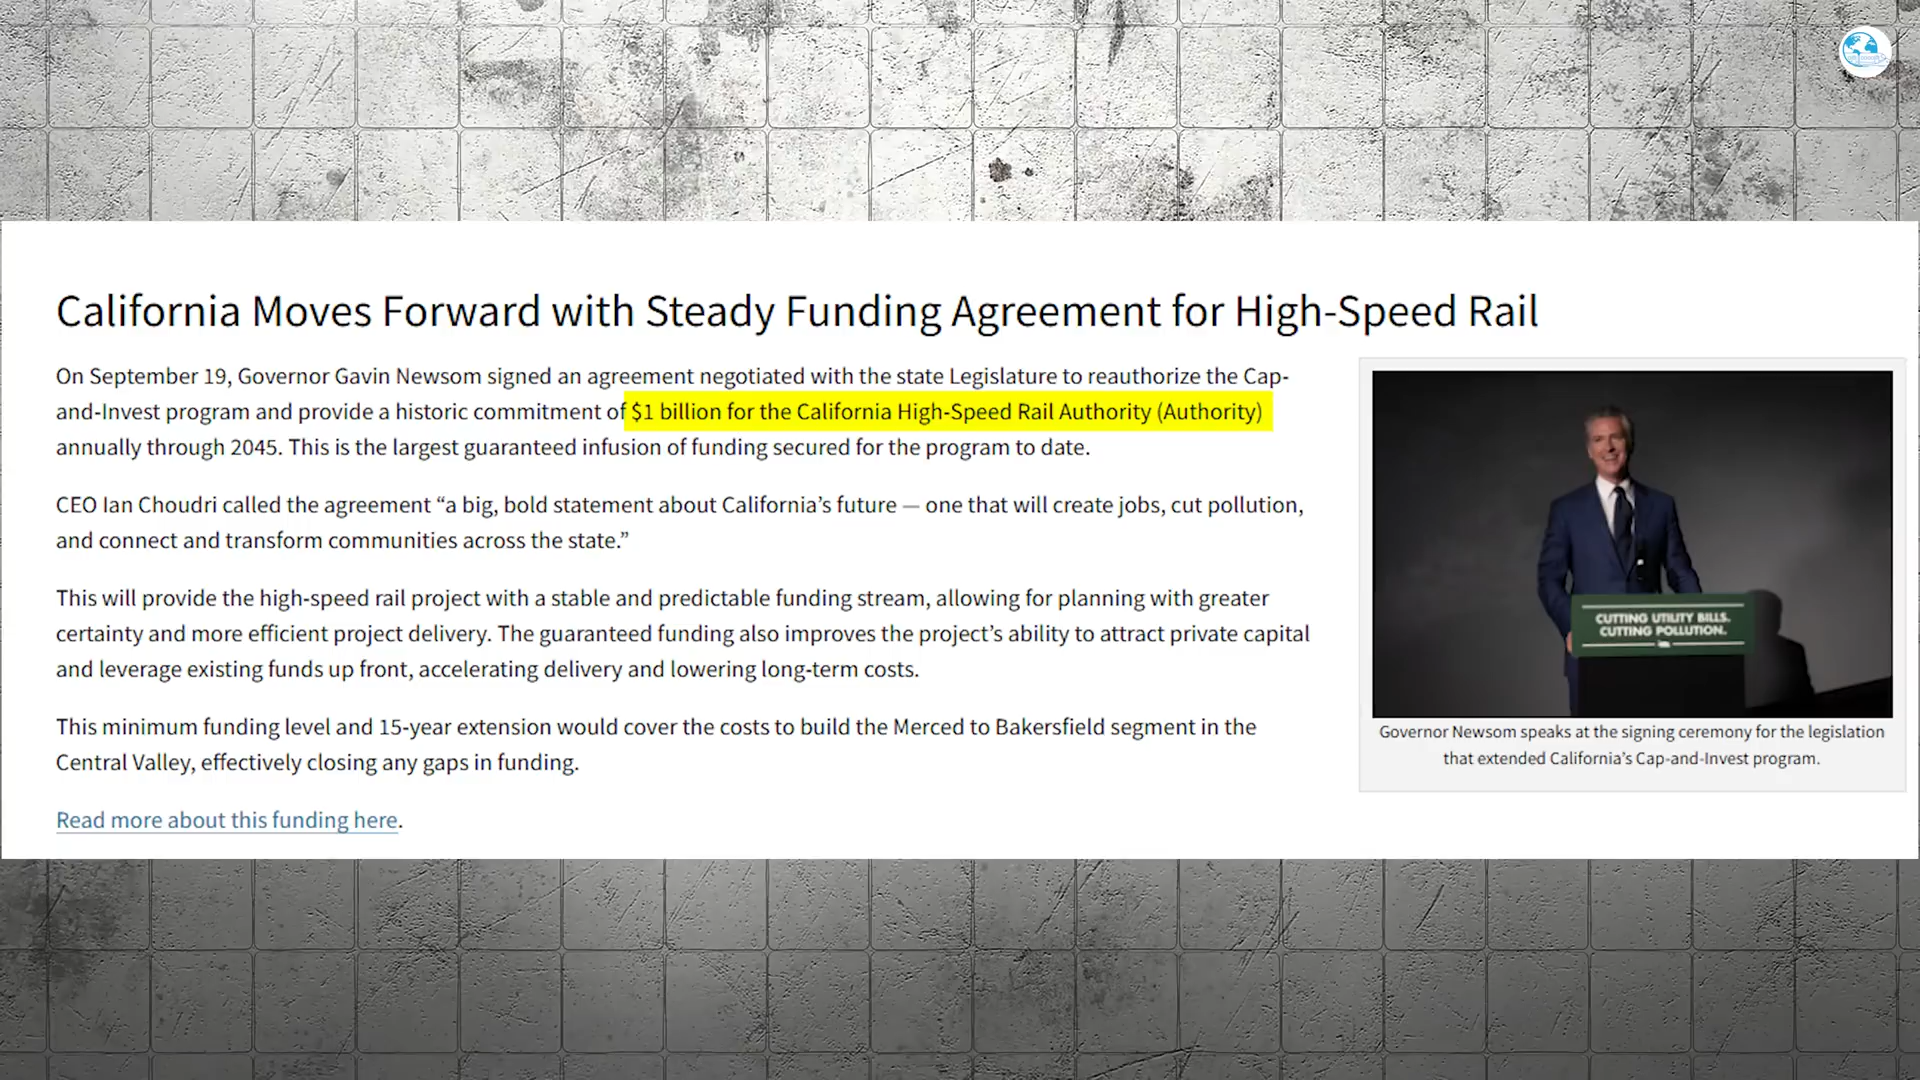 California Moves Forward with Steady Funding Agreement for High-Speed Rail
On September 19, Governor Gavin Newsom signed an agreement negotiated with the state Legislature to reauthorize the Cap-
and-Invest program and provide a historic commitment of $1 billion for the California High-Speed Rail Authority (Authority)
annually through 2045. This is the largest guaranteed infusion of funding secured for the program to date.
CEO Ian Choudri called the agreement “a big, bold statement about California’s future — one that will create jobs, cut pollution,
and connect and transform communities across the state.”
This will provide the high-speed rail project with a stable and predictable funding stream, allowing for planning with greater
certainty and more efficient project delivery. The guaranteed funding also improves the project’s ability to attract private capital
and leverage existing funds up front, accelerating delivery and lowering long-term costs.
This minimum funding level and 15-year extension would cover the costs to build the Merced to Bakersfield segment in the
Central Valley, effectively closing any gaps in funding.
Read more about this funding here.
CUTTING UTILITY BILLS.
CUTTING POLLUTION.
Governor Newsom speaks at the signing ceremony for the legislation
that extended California’s Cap-and-Invest program.